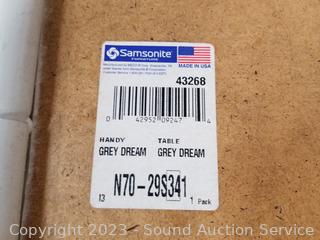 Samsonite
FURNITURE
MADE IN USA
43268
0 42952 09247 4
HANDY TABLE
GREY DREAM GREY DREAM
N70-29S341
13 1 Pack
Copyright 2023 - Sound Auction Service